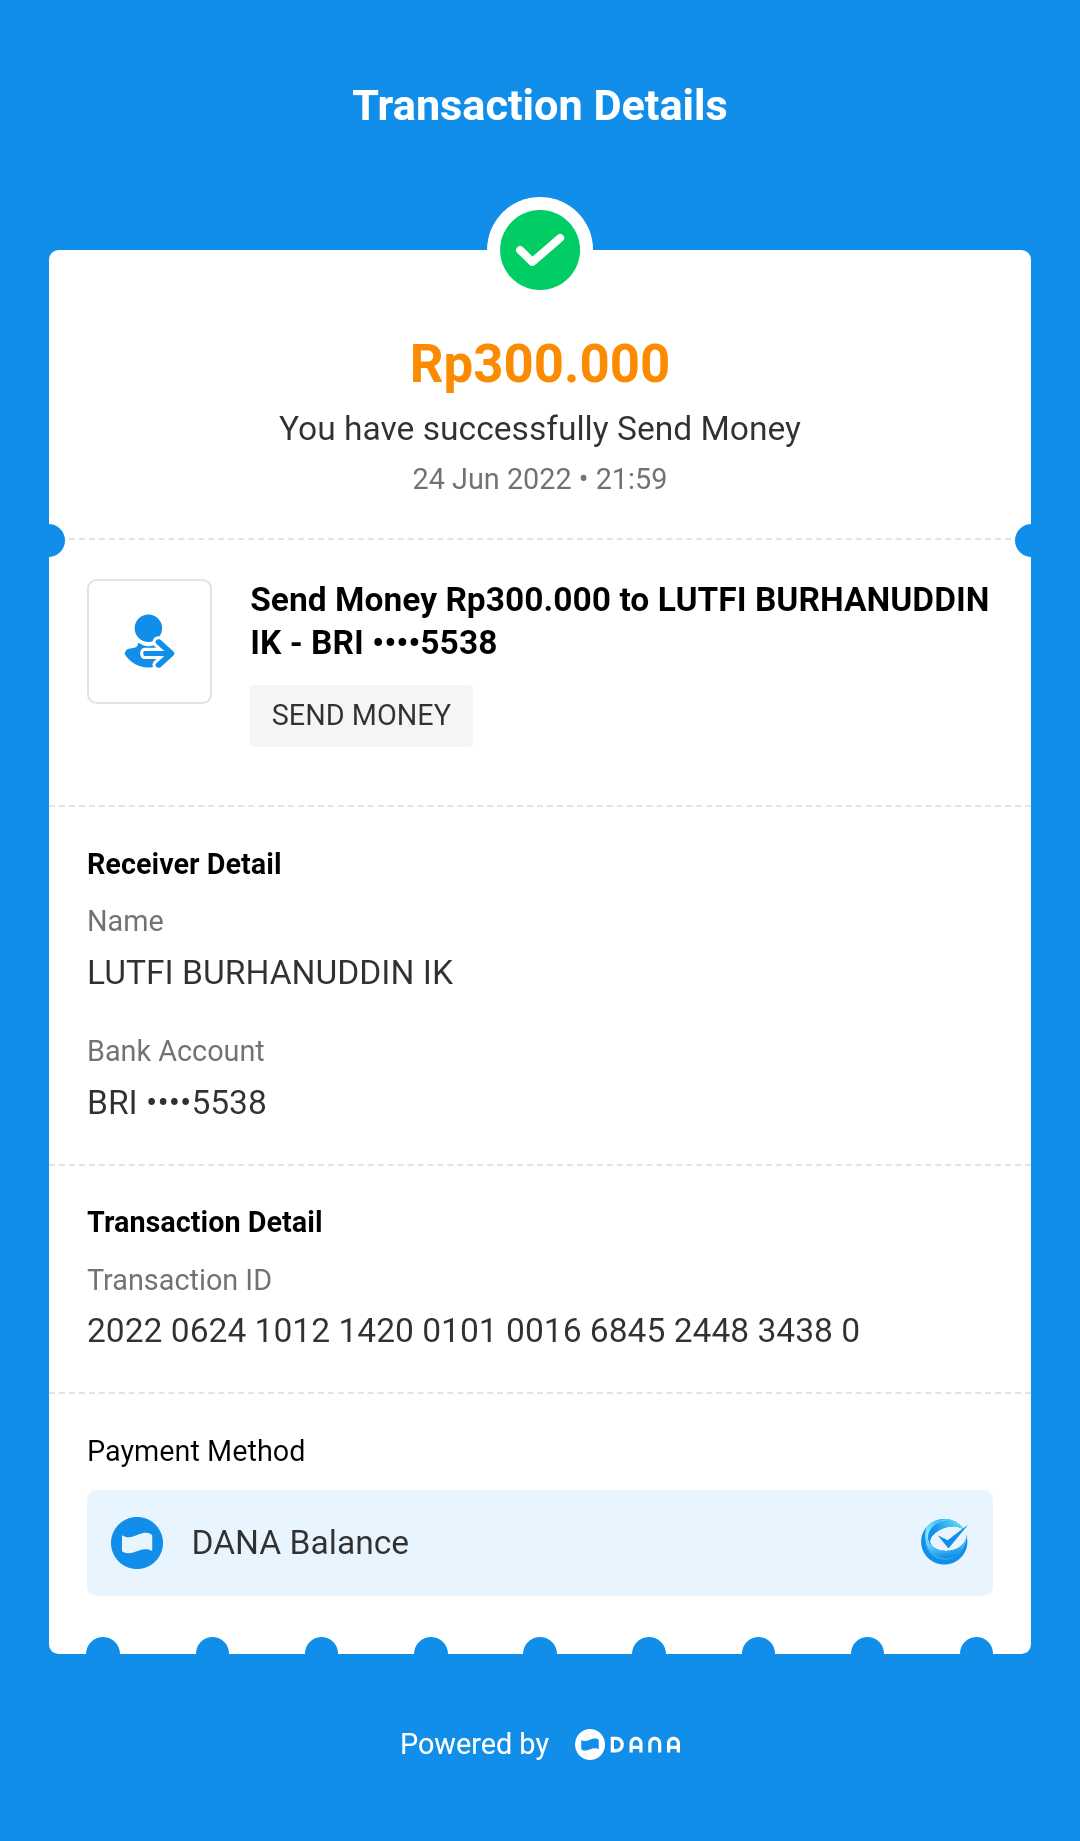 Transaction Details
Rp300.000
You have successfully Send Money
24 Jun 2022 • 21:59
Send Money Rp300.000 to LUTFI BURHANUDDIN
IK - BRI ••••5538
SEND MONEY
Receiver Detail
Name
LUTFI BURHANUDDIN IK
Bank Account
BRI ••••5538
Transaction Detail
Transaction ID
2022 0624 1012 1420 0101 0016 6845 2448 3438 0
Payment Method
DANA Balance
Powered by DANA